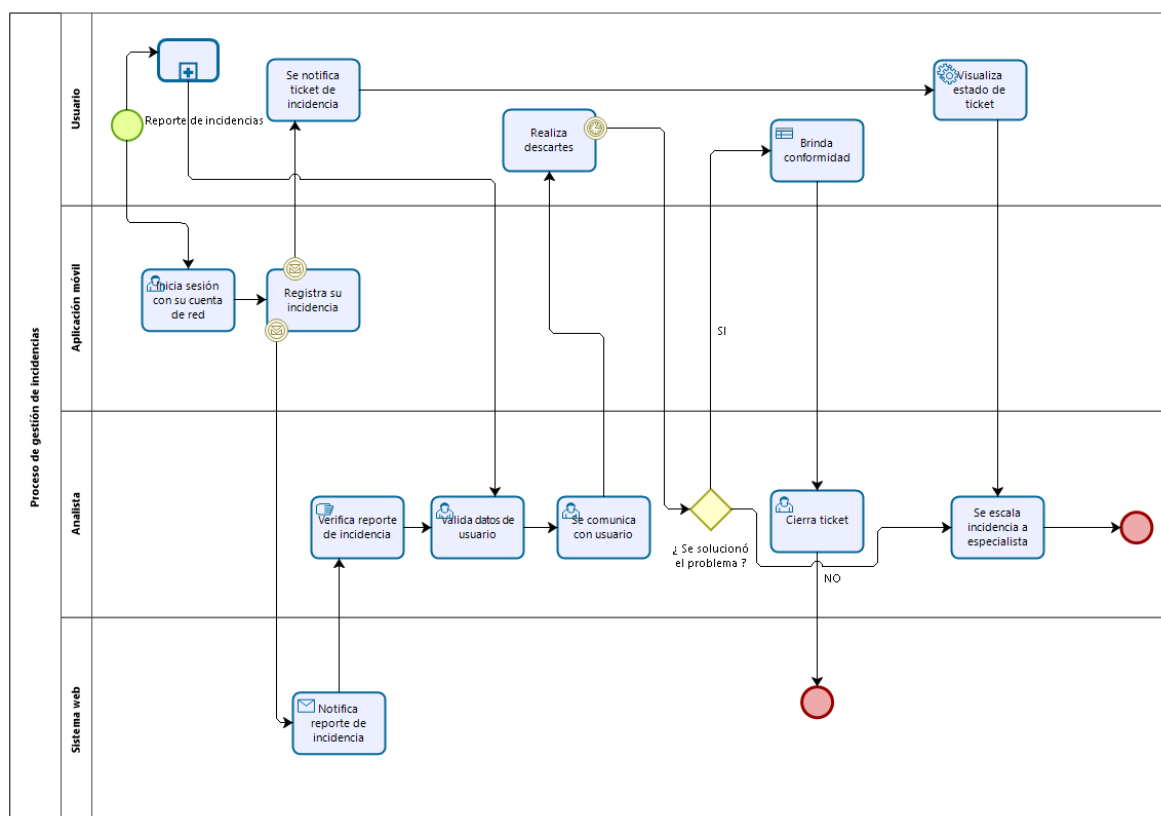 Proceso de gestión de incidencias
Usuario
Reporte de incidencias
Se notifica
ticket de
incidencia
Realiza
descartes
Brinda
conformidad
Visualiza
estado de
ticket
Aplicación móvil
Inicia sesión
con su cuenta
de red
Registra su
incidencia
SI
Analista
Verifica reporte
de incidencia
Valida datos de
usuario
Se comunica
con usuario
¿ Se solucionó
el problema ?
Cierra ticket
NO
Se escala
incidencia a
especialista
Sistema web
Notifica
reporte de
incidencia